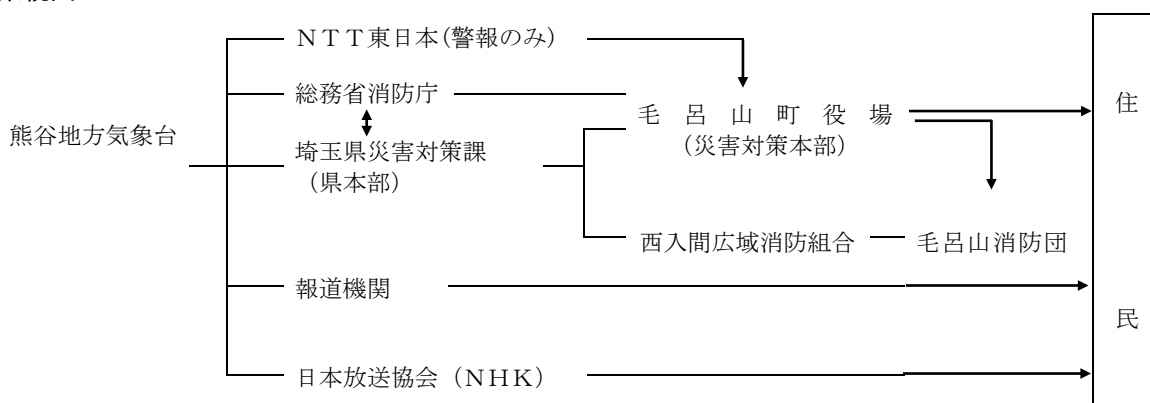 ＮＴＴ東日本(警報のみ)
総務省消防庁
熊谷地方気象台
埼玉県災害対策課
（県本部）
毛呂山町役場
（災害対策本部）
西入間広域消防組合
毛呂山消防団
報道機関
日本放送協会（ＮＨＫ）
住民